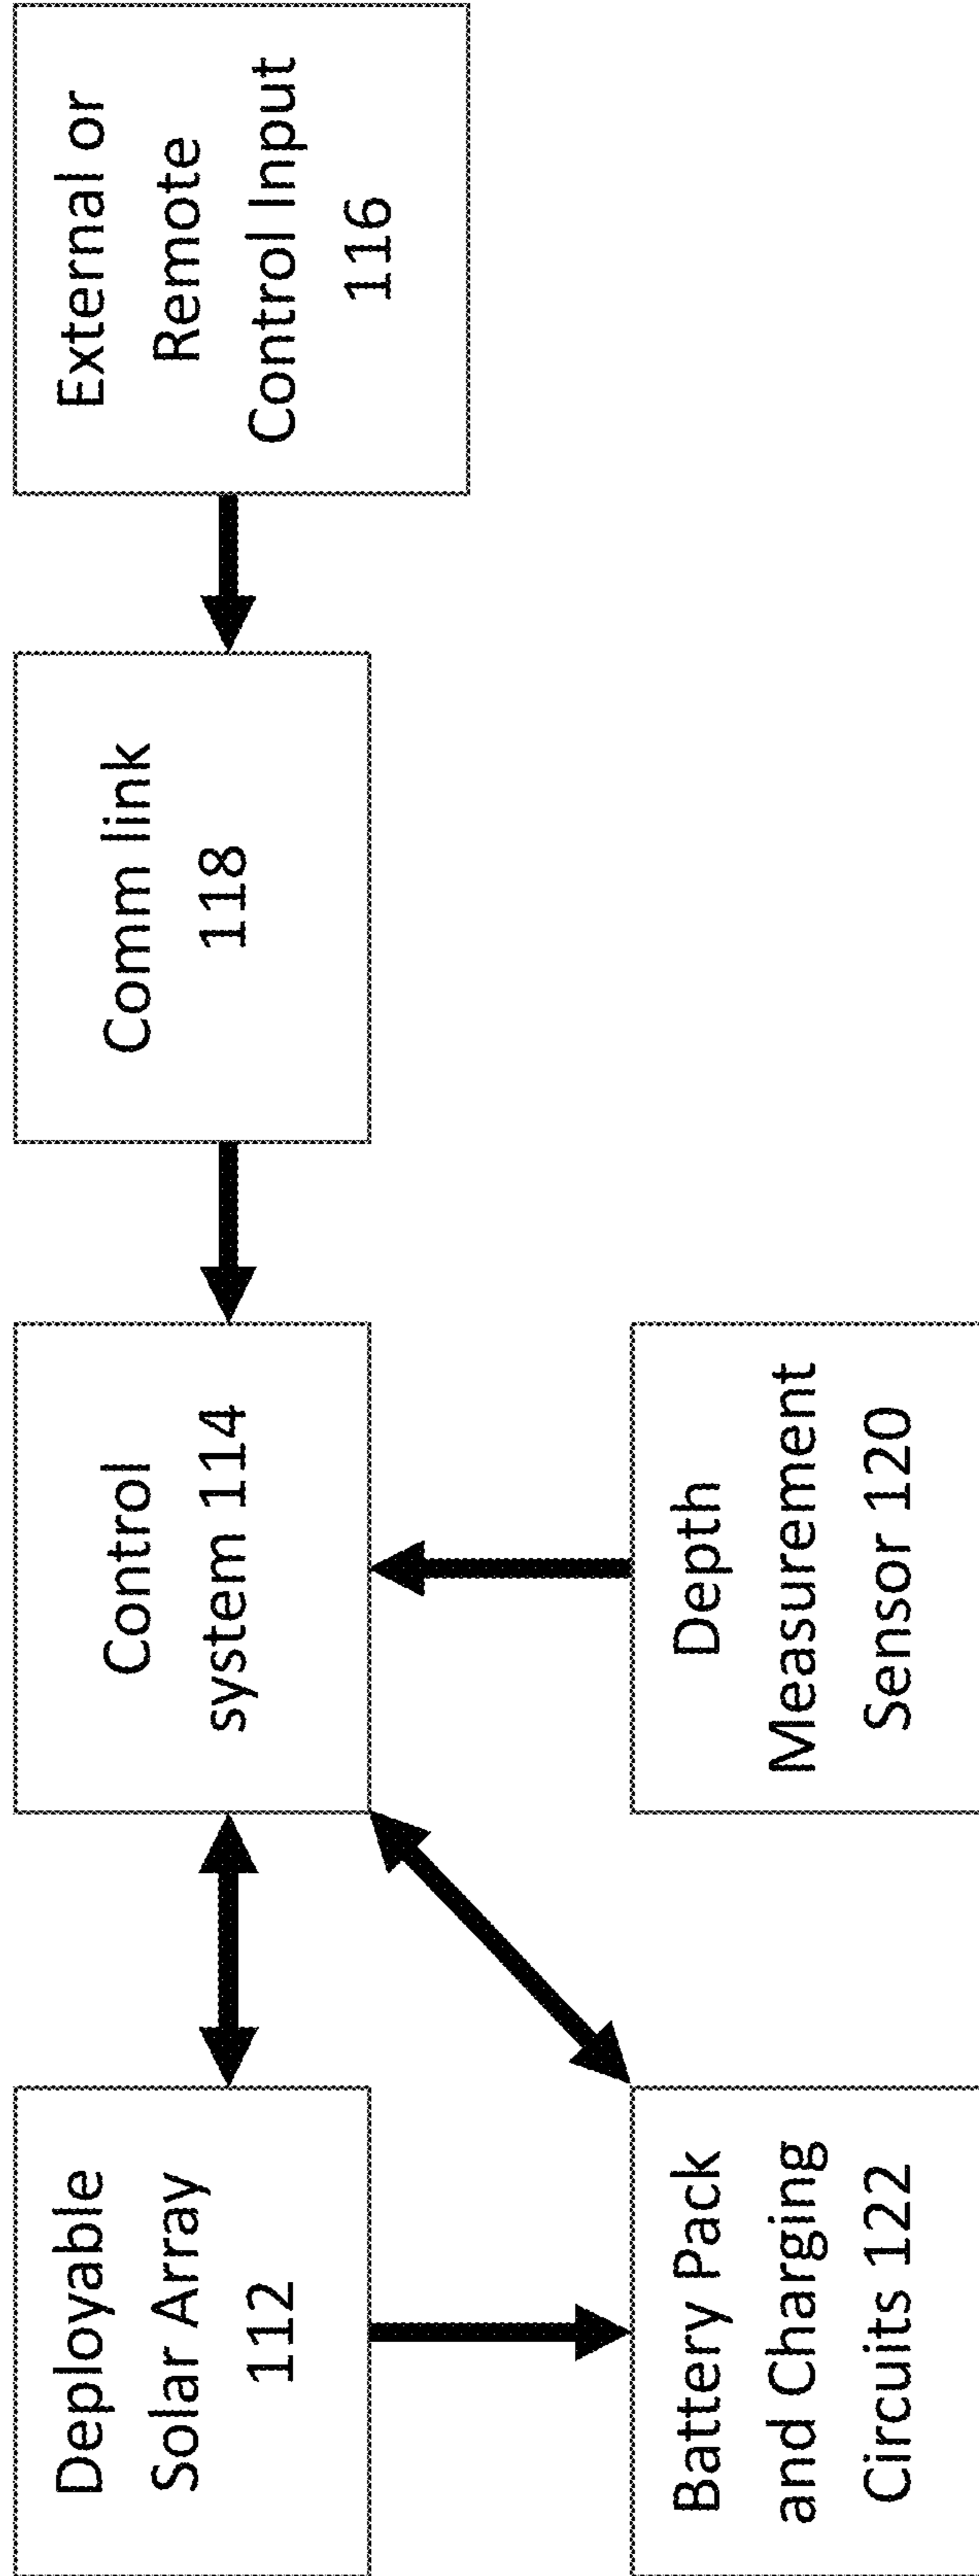 Deployable
Solar Array
112
Control
system 114
Comm link
118
External or
Remote
Control Input
116
Battery Pack
and Charging
Circuits 122
Depth
Measurement
Sensor 120